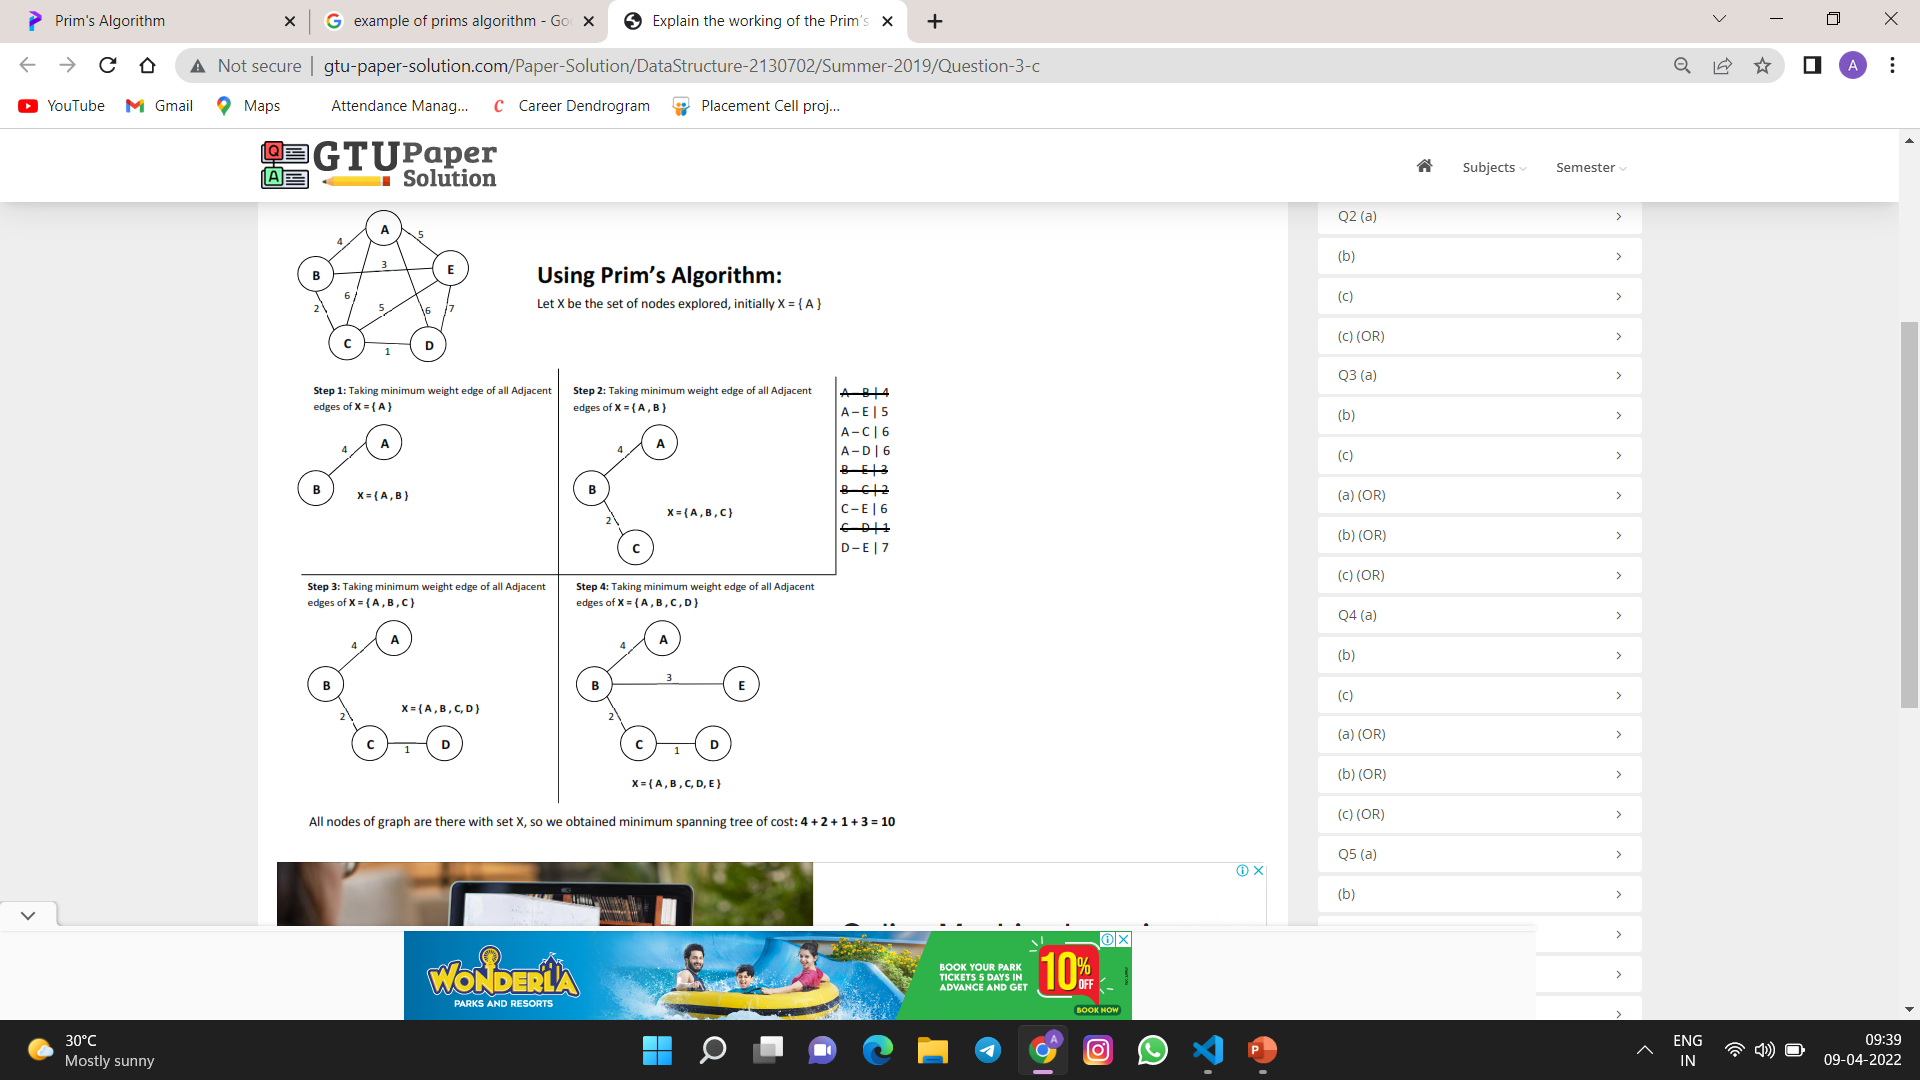 Prim's Algorithm
example of prims algorithm - Go
Explain the working of the Prim's
Not secure | gtu-paper-solution.com/Paper-Solution/DataStructure-2130702/Summer-2019/Question-3-c
A
YouTube
Gmail
Maps
Attendance Manag...
Career Dendrogram
Placement Cell proj...
Q
A
GTU Paper
Solution
Subjects
Semester
A
4
5
B
3
E
6
5
2
6
7
C
1
D
Using Prim's Algorithm:
Let X be the set of nodes explored, initially X = { A }
Step 1: Taking minimum weight edge of all Adjacent
edges of X = { A }
4
A
B
X = { A , B }
Step 2: Taking minimum weight edge of all Adjacent
edges of X = { A , B }
4
A
B
2
C
X = { A , B , C }
A – B | 4
A – E | 5
A – C | 6
A – D | 6
B – E | 3
B – C | 2
C – E | 6
C – D | 1
D – E | 7
Step 3: Taking minimum weight edge of all Adjacent
edges of X = { A , B , C }
4
A
B
X = { A , B , C, D }
2
C
1
D
Step 4: Taking minimum weight edge of all Adjacent
edges of X = { A , B , C , D }
4
A
B
3
E
2
C
1
D
X = { A , B , C, D, E }
All nodes of graph are there with set X, so we obtained minimum spanning tree of cost: 4 + 2 + 1 + 3 = 10
Q2 (a)
(b)
(c)
(c) (OR)
Q3 (a)
(b)
(c)
(a) (OR)
(b) (OR)
(c) (OR)
Q4 (a)
(b)
(c)
(a) (OR)
(b) (OR)
(c) (OR)
Q5 (a)
(b)
WONDERLA
PARKS AND RESORTS
BOOK YOUR PARK
TICKETS 5 DAYS IN
ADVANCE AND GET
10%
OFF
BOOK NOW
30°C
Mostly sunny
A
ENG
IN
09:39
09-04-2022